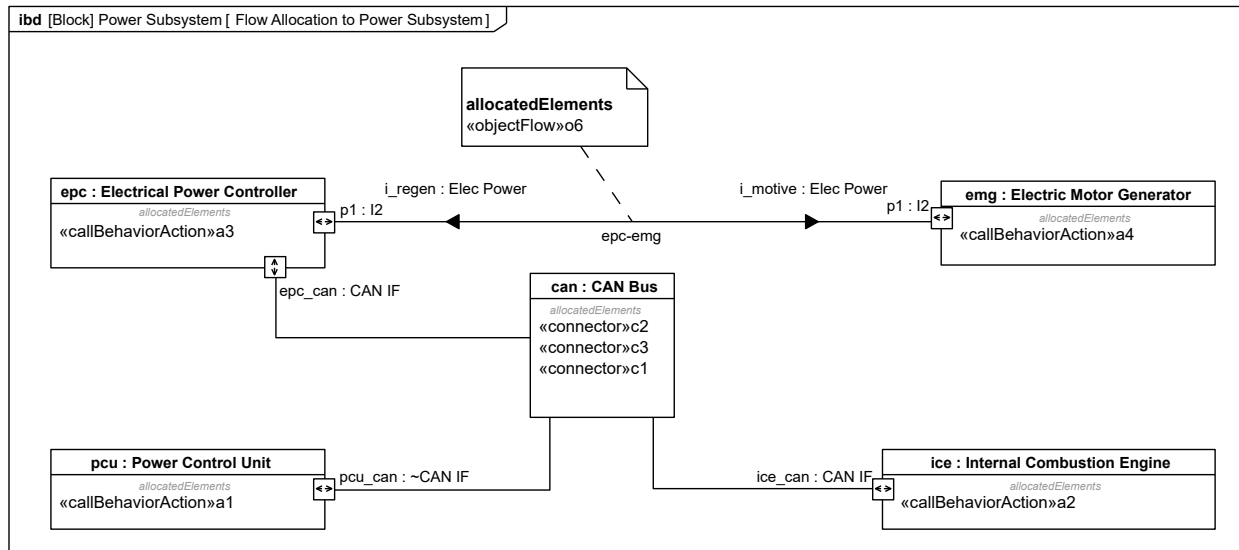 ibd [Block] Power Subsystem [ Flow Allocation to Power Subsystem ]
allocatedElements
«objectFlow»o6
epc : Electrical Power Controller
allocatedElements
«callBehaviorAction»a3
p1 : I2
i_regen : Elec Power
i_motive : Elec Power
p1 : I2
epc-emg
emg : Electric Motor Generator
allocatedElements
«callBehaviorAction»a4
epc_can : CAN IF
can : CAN Bus
allocatedElements
«connector»c2
«connector»c3
«connector»c1
pcu : Power Control Unit
allocatedElements
«callBehaviorAction»a1
pcu_can : ~CAN IF
ice_can : CAN IF
ice : Internal Combustion Engine
allocatedElements
«callBehaviorAction»a2